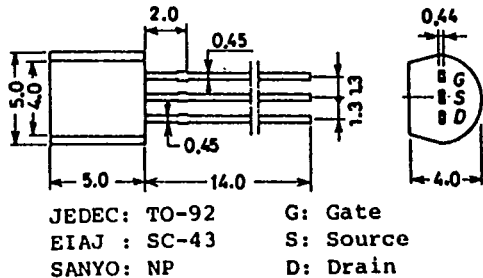 2.0
0.45
0.44
5.0
4.0
1.3
1.3
G
S
D
0.45
5.0
14.0
4.0
JEDEC: TO-92 G: Gate
EIAJ : SC-43 S: Source
SANYO: NP D: Drain